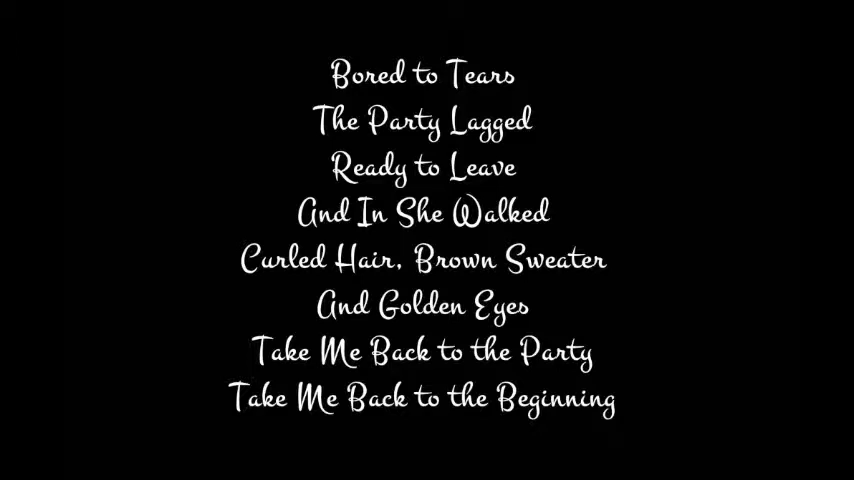 Bored to Tears
The Party Lagged
Ready to Leave
And In She Walked
Curled Hair, Brown Sweater
And Golden Eyes
Take Me Back to the Party
Take Me Back to the Beginning